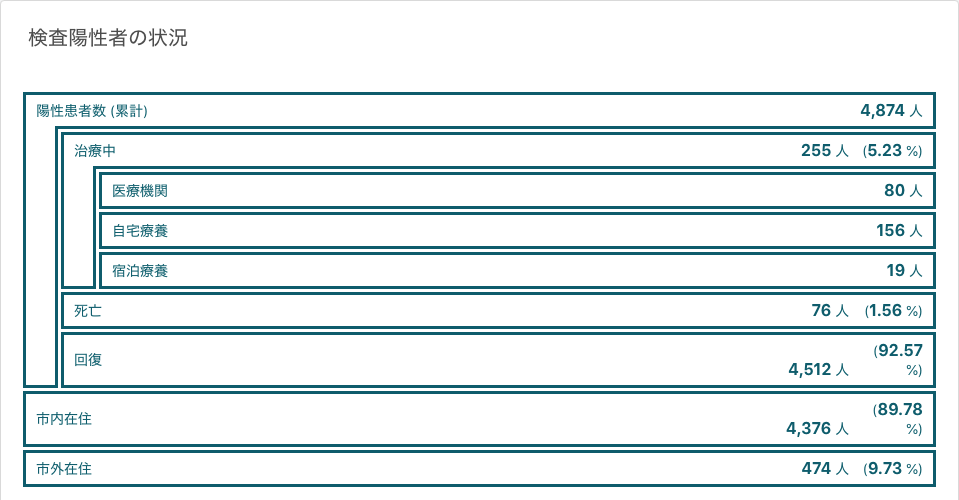 検査陽性者の状況
陽性患者数 (累計) 4,874 人
治療中 255 人 (5.23 %)
医療機関 80 人
自宅療養 156 人
宿泊療養 19 人
死亡 76 人 (1.56 %)
回復 4,512 人 (92.57 %)
市内在住 4,376 人 (89.78 %)
市外在住 474 人 (9.73 %)